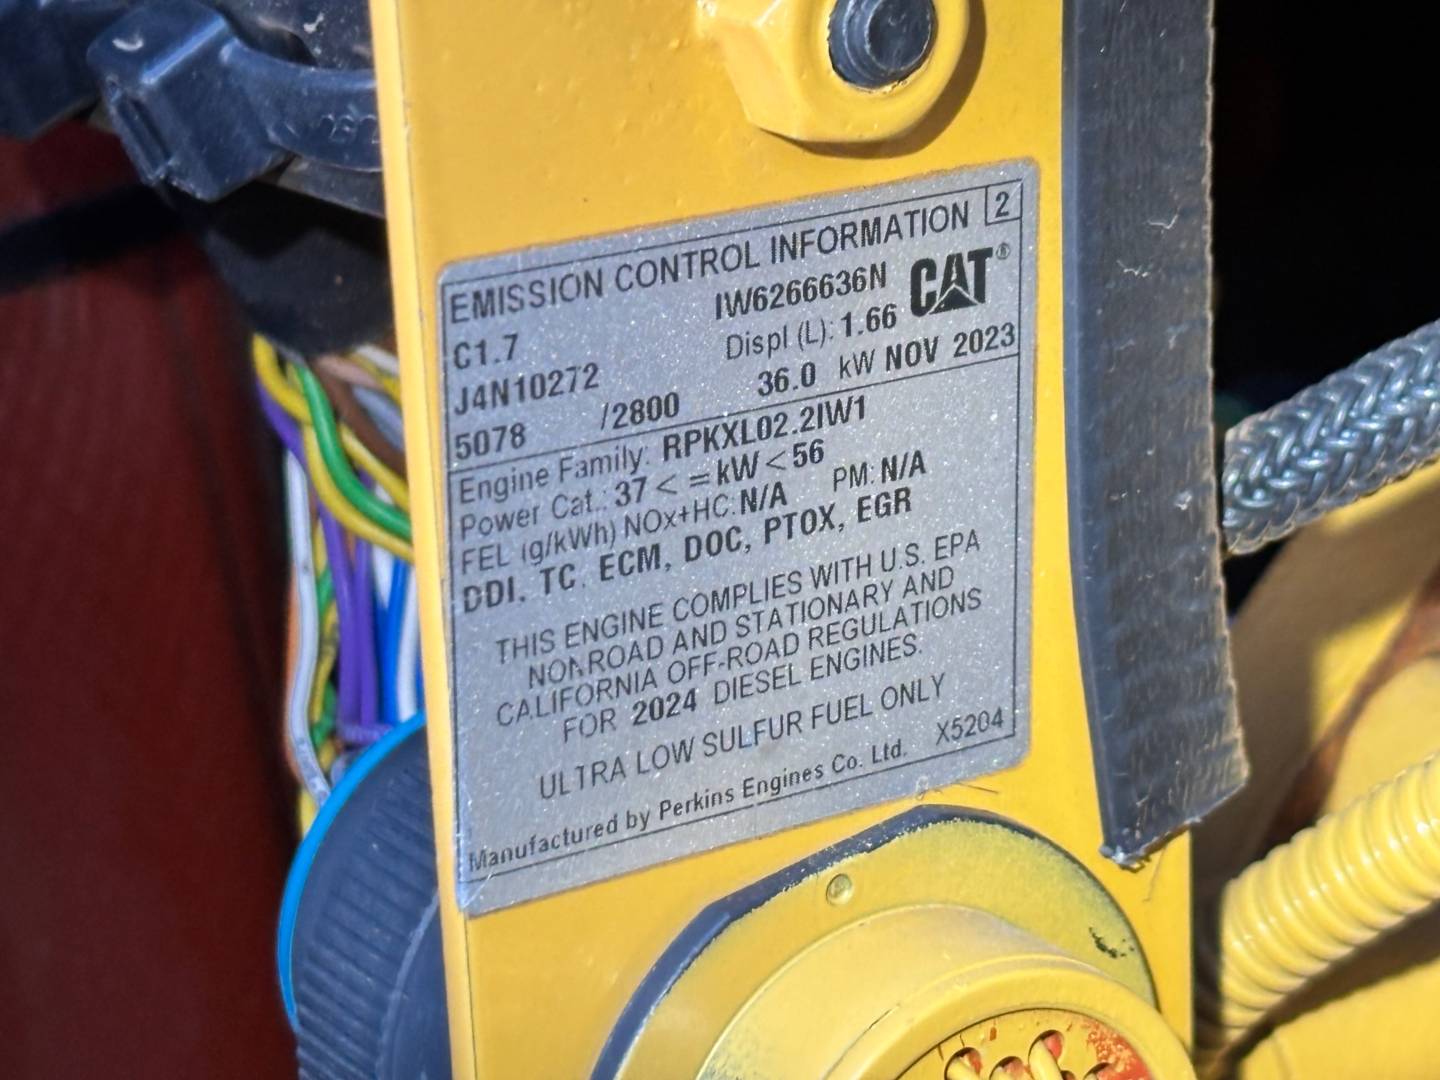 EMISSION CONTROL INFORMATION 2
C1.7 IW6266636N CAT®
J4N10272 Displ (L): 1.66
5078 /2800 36.0 kW NOV 2023
Engine Family: RPKXL02.2IW1
Power Cat.: 37 < = kW < 56
FEL (g/kWh) NOx+HC: N/A PM: N/A
DDI, TC, ECM, DOC, PTOX, EGR
THIS ENGINE COMPLIES WITH U.S. EPA
NONROAD AND STATIONARY AND
CALIFORNIA OFF-ROAD REGULATIONS
FOR 2024 DIESEL ENGINES.
ULTRA LOW SULFUR FUEL ONLY
Manufactured by Perkins Engines Co. Ltd. X5204